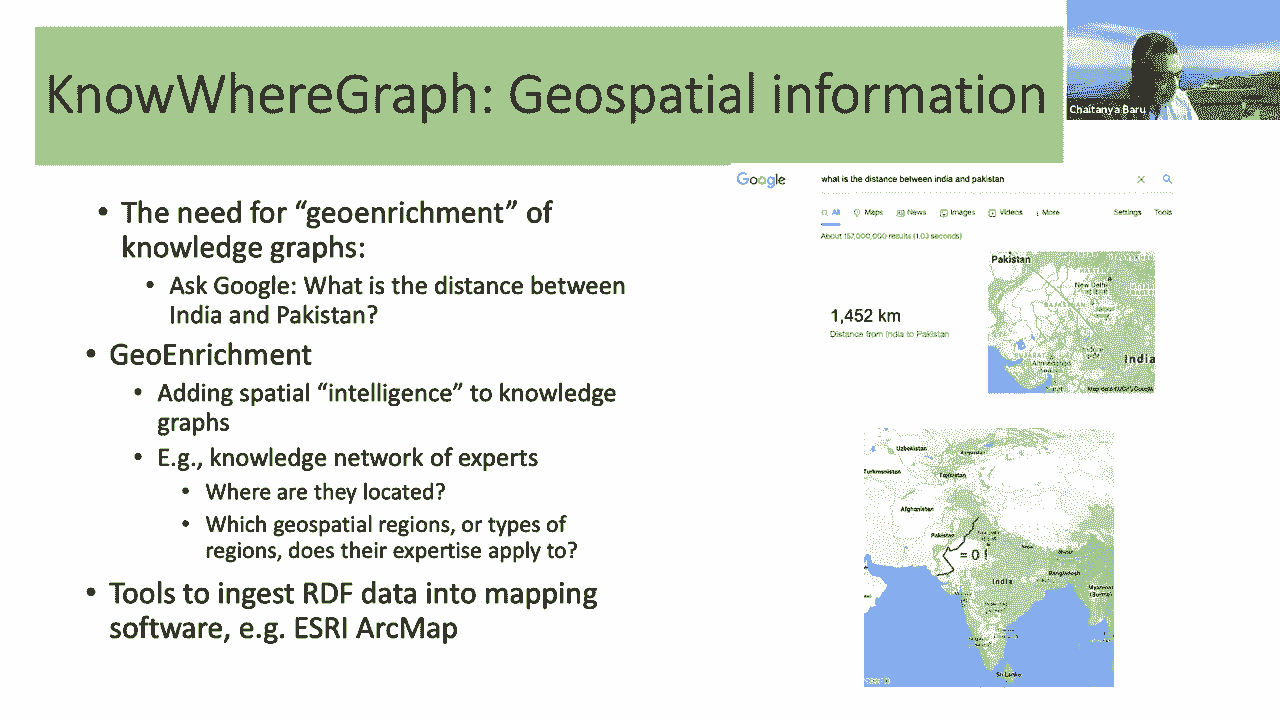 KnowWhereGraph: Geospatial information
Chaitanya Baru
• The need for “geoenrichment” of
knowledge graphs:
• Ask Google: What is the distance between
India and Pakistan?
• GeoEnrichment
• Adding spatial “intelligence” to knowledge
graphs
• E.g., knowledge network of experts
• Where are they located?
• Which geospatial regions, or types of
regions, does their expertise apply to?
• Tools to ingest RDF data into mapping
software, e.g. ESRI ArcMap
Google
what is the distance between india and pakistan
All Maps News Images Videos More Settings Tools
About 157,000,000 results (1.03 seconds)
1,452 km
Distance from India to Pakistan
Pakistan
New Delhi
India
Uzbekistan
Turkmenistan
Tajikistan
Afghanistan
Pakistan
= 0 !
India
Bangladesh
Myanmar
(Burma)
Sri Lanka